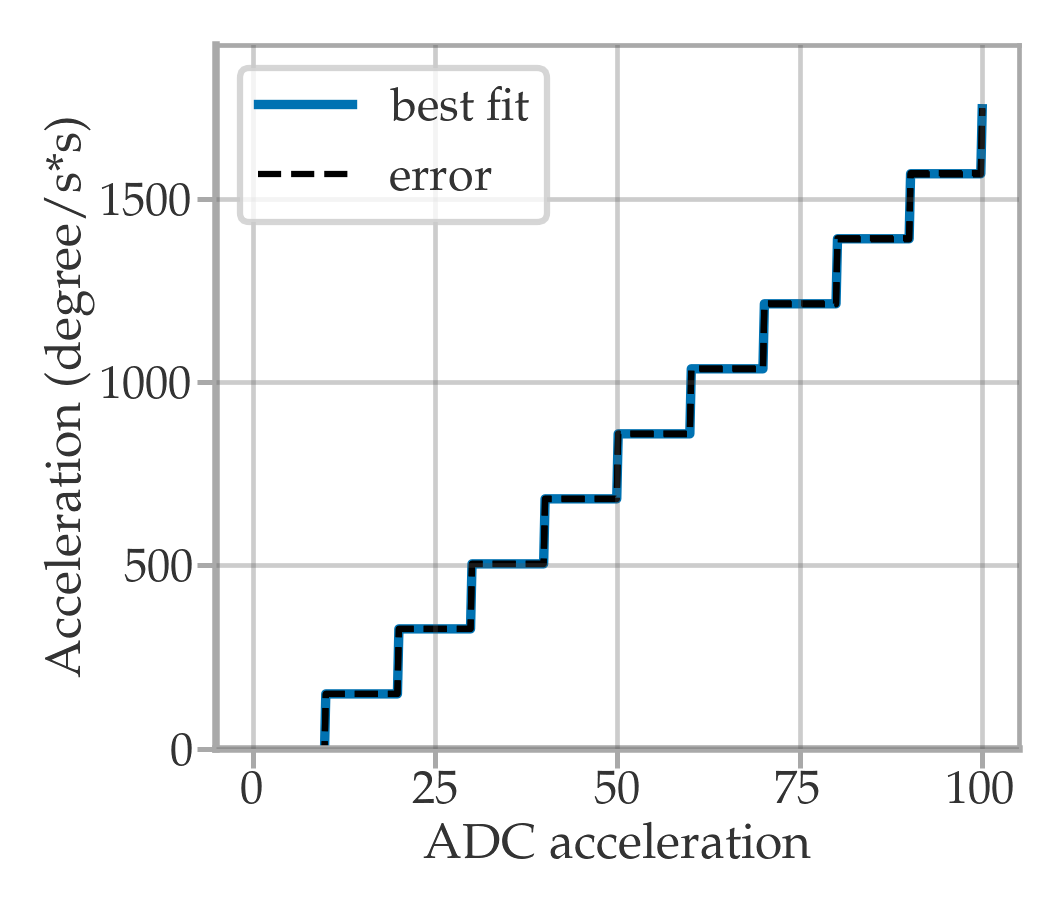 best fit
error
Acceleration (degree/s*s)
1500
1000
500
0
0 25 50 75 100
ADC acceleration